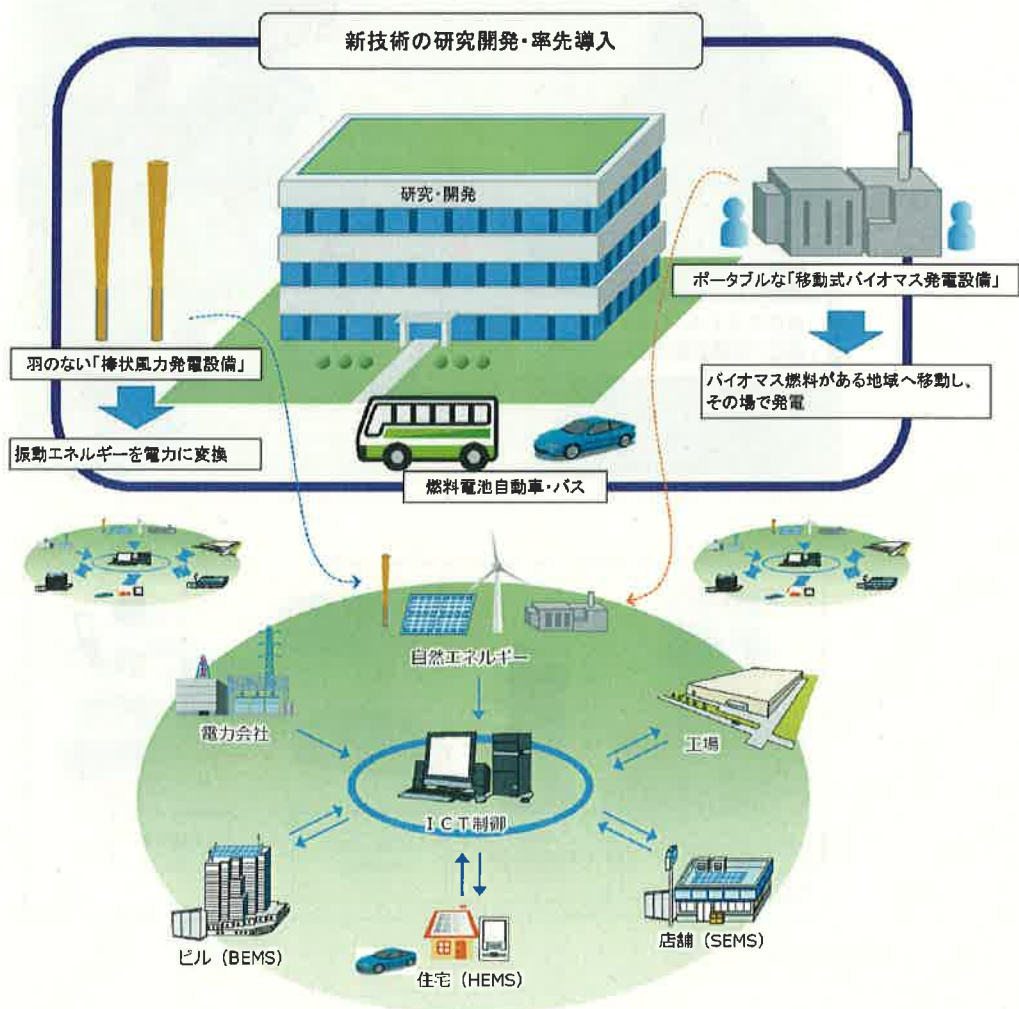 新技術の研究開発・率先導入
研究・開発
ポータブルな「移動式バイオマス発電設備」
羽のない「棒状風力発電設備」
バイオマス燃料がある地域へ移動し、
その場で発電
振動エネルギーを電力に変換
燃料電池自動車・バス
自然エネルギー
電力会社
工場
ICT制御
ビル (BEMS)
店舗 (SEMS)
住宅 (HEMS)